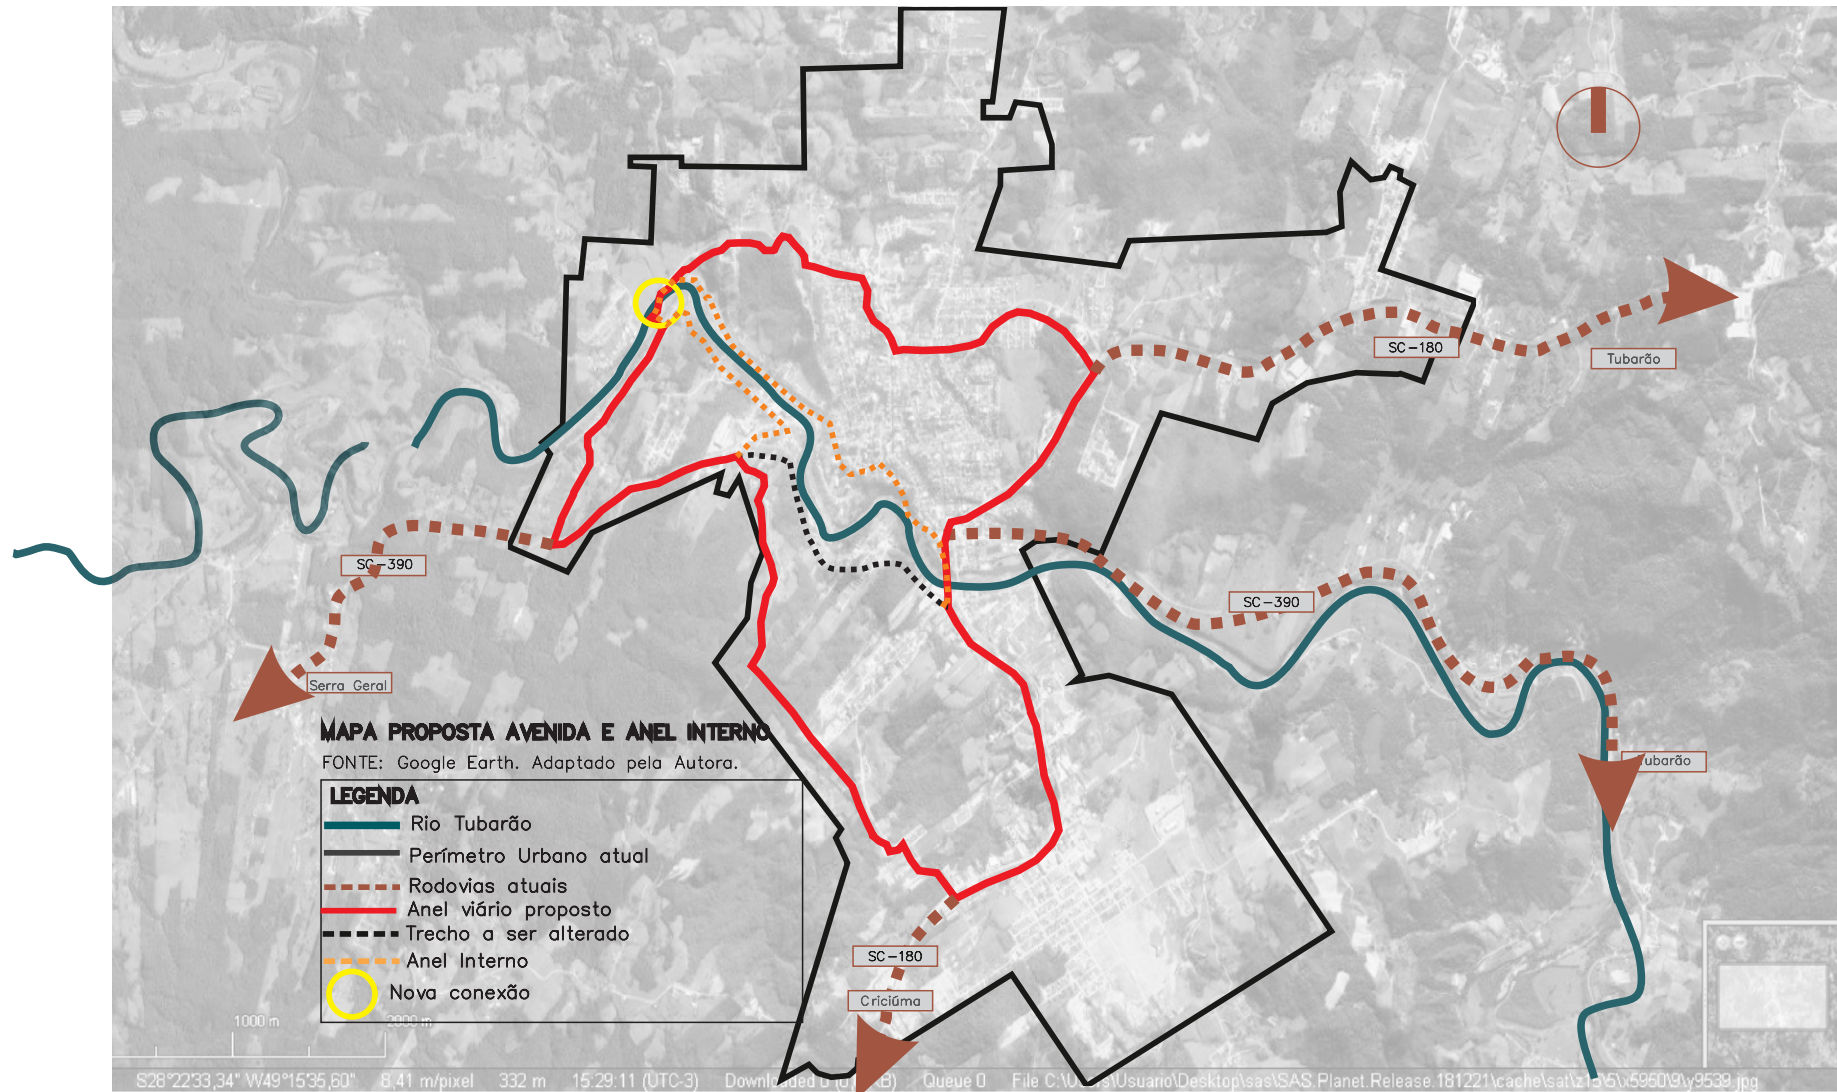 SC-180
Tubarão
SC-390
SC-390
Serra Geral
MAPA PROPOSTA AVENIDA E ANEL INTERNO
FONTE: Google Earth. Adaptado pela Autora.
Tubarão
LEGENDA
Rio Tubarão
Perímetro Urbano atual
Rodovias atuais
Anel viário proposto
Trecho a ser alterado
Anel Interno
Nova conexão
SC-180
Criciúma
1000 m
2000 m
S28°22'33,34" W49°15'35,60" 8,41 m/pixel 332 m 15:29:11 (UTC-3) Downloaded Queue 0 File